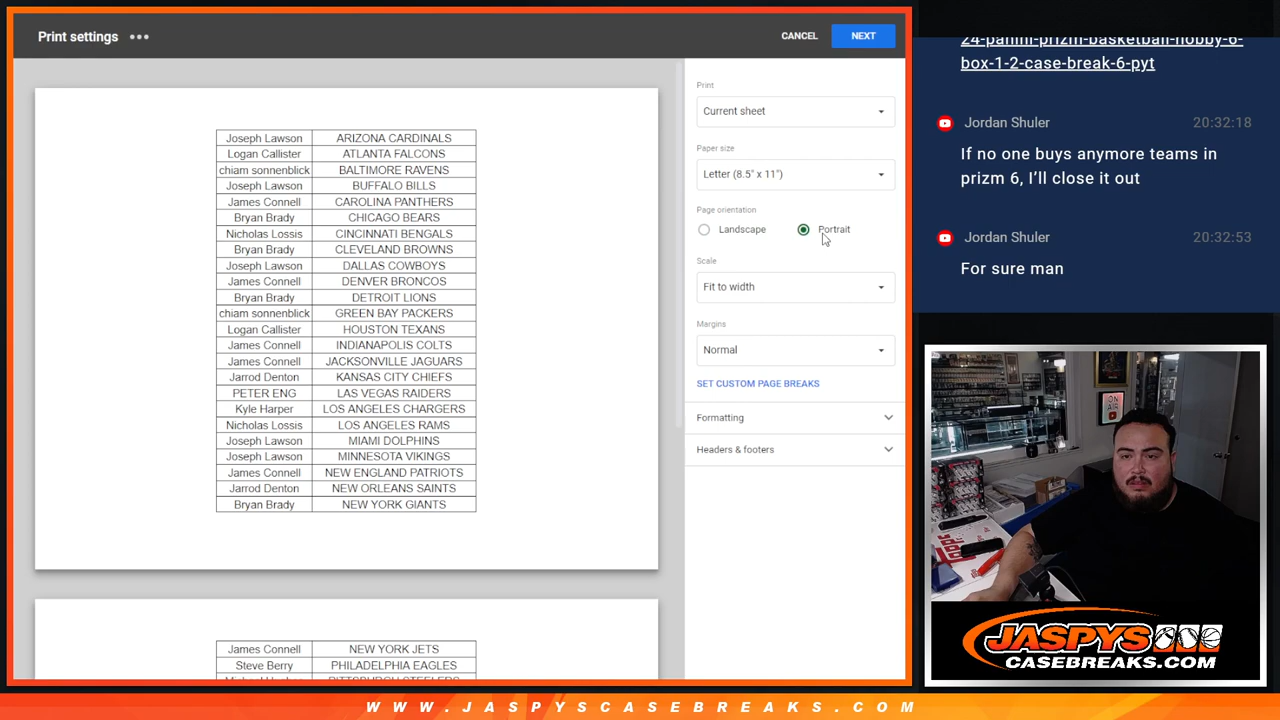 Print settings
CANCEL
NEXT
Joseph Lawson ARIZONA CARDINALS
Logan Callister ATLANTA FALCONS
chiam sonnenblick BALTIMORE RAVENS
Joseph Lawson BUFFALO BILLS
James Connell CAROLINA PANTHERS
Bryan Brady CHICAGO BEARS
Nicholas Lossis CINCINNATI BENGALS
Bryan Brady CLEVELAND BROWNS
Joseph Lawson DALLAS COWBOYS
James Connell DENVER BRONCOS
Bryan Brady DETROIT LIONS
chiam sonnenblick GREEN BAY PACKERS
Logan Callister HOUSTON TEXANS
James Connell INDIANAPOLIS COLTS
James Connell JACKSONVILLE JAGUARS
Jarrod Denton KANSAS CITY CHIEFS
PETER ENG LAS VEGAS RAIDERS
Kyle Harper LOS ANGELES CHARGERS
Nicholas Lossis LOS ANGELES RAMS
Joseph Lawson MIAMI DOLPHINS
Joseph Lawson MINNESOTA VIKINGS
James Connell NEW ENGLAND PATRIOTS
Jarrod Denton NEW ORLEANS SAINTS
Bryan Brady NEW YORK GIANTS
James Connell NEW YORK JETS
Steve Berry PHILADELPHIA EAGLES
Print
Current sheet
Paper size
Letter (8.5" x 11")
Page orientation
Landscape
Portrait
Scale
Fit to width
Margins
Normal
SET CUSTOM PAGE BREAKS
Formatting
Headers & footers
24-panini-prizm-basketball-hobby-6-
box-1-2-case-break-6-pyt
Jordan Shuler 20:32:18
If no one buys anymore teams in
prizm 6, I'll close it out
Jordan Shuler 20:32:53
For sure man
ON
AIR
JASPYS
CASEBREAKS.COM
WWW.JASPYSCASEBREAKS.COM